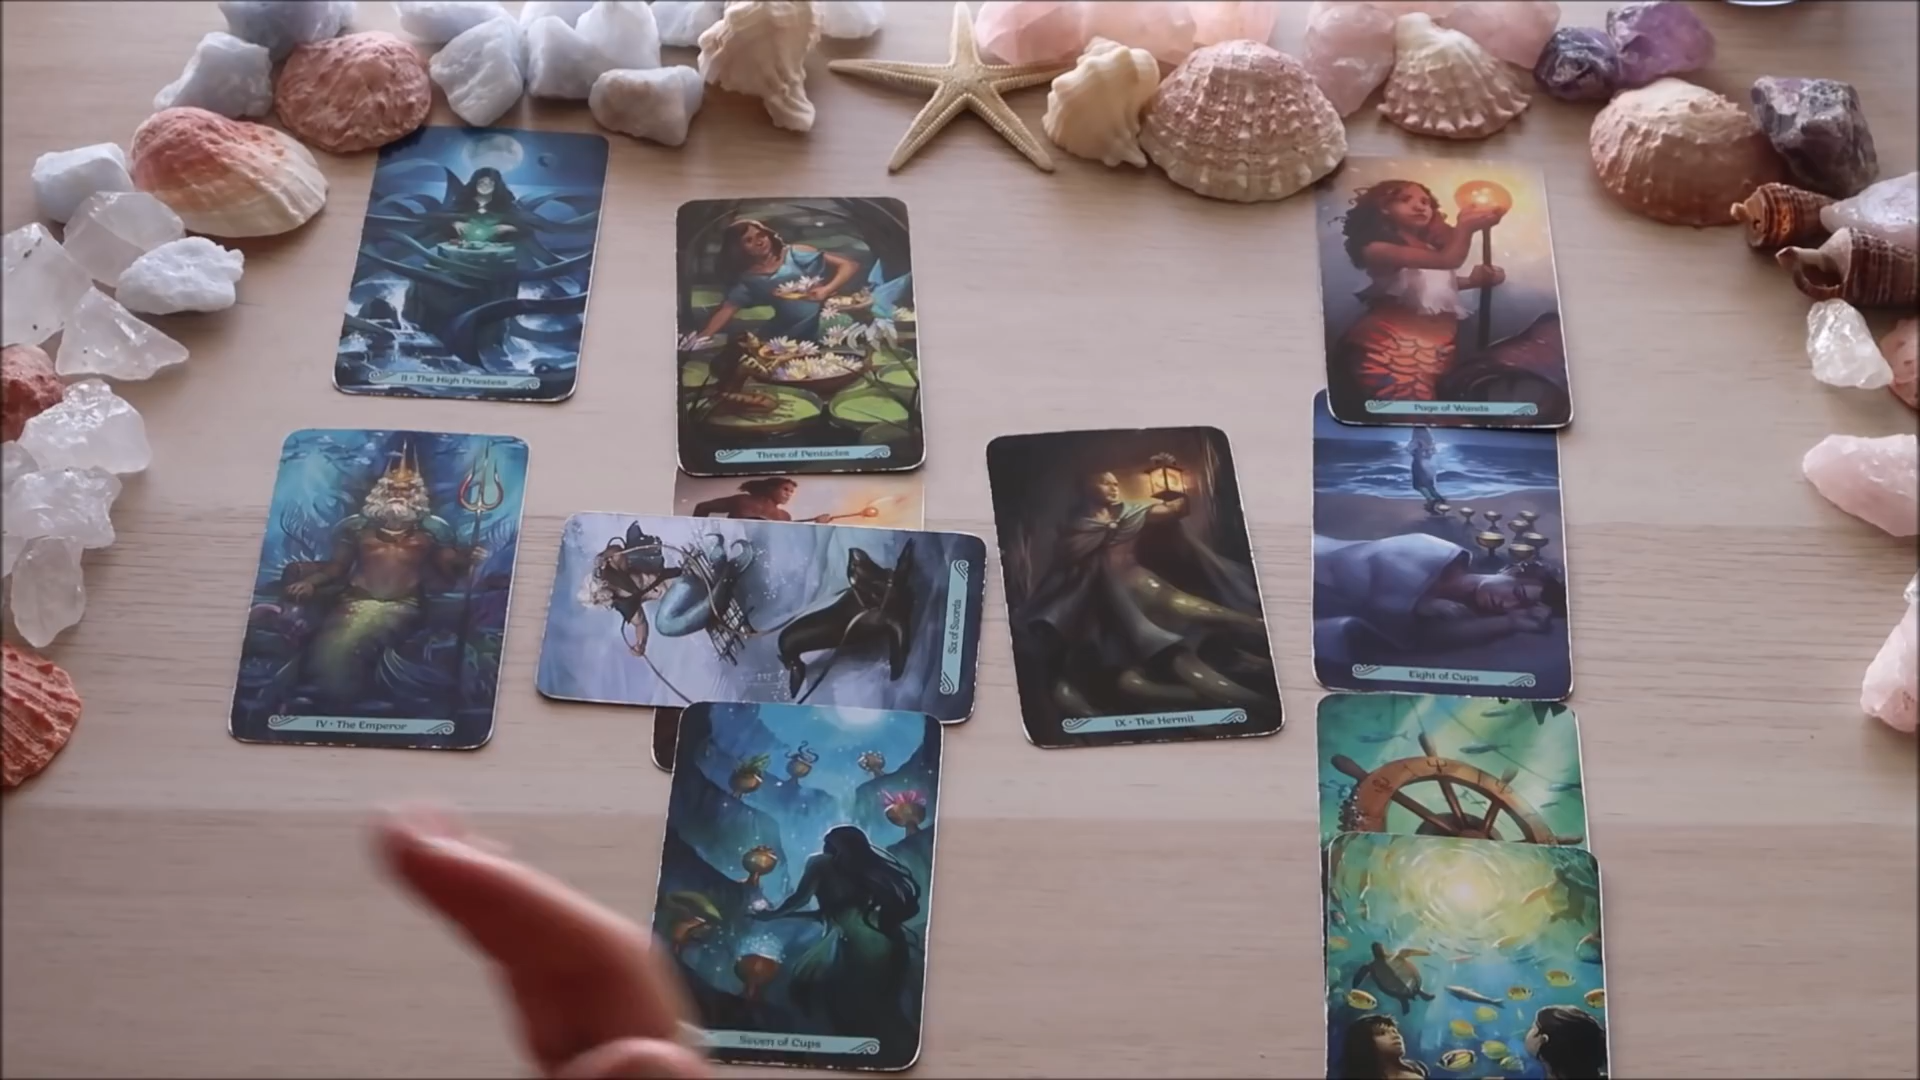 II • The High Priestess
Three of Pentacles
Page of Wands
IV • The Emperor
Six of Swords
IX • The Hermit
Eight of Cups
Seven of Cups